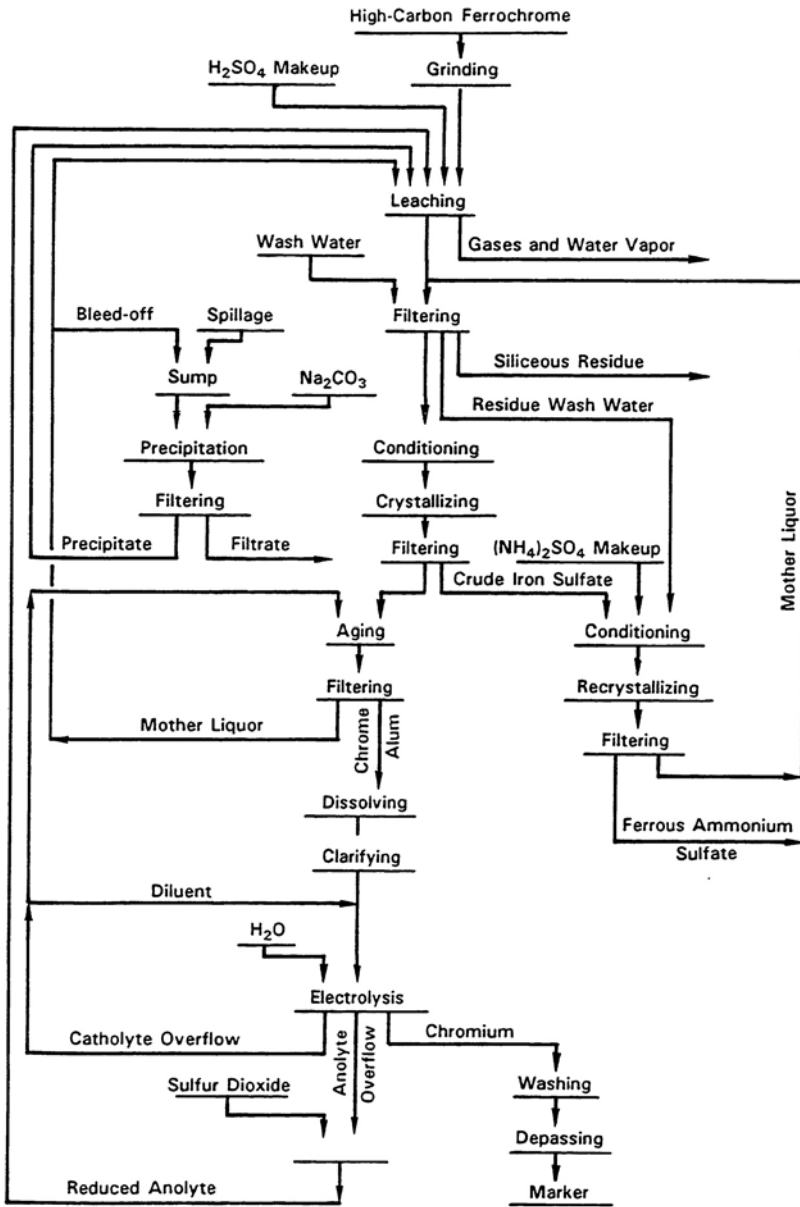 High-Carbon Ferrochrome
H2SO4 Makeup
Grinding
Leaching
Gases and Water Vapor
Wash Water
Filtering
Bleed-off
Spillage
Siliceous Residue
Sump
Na2CO3
Residue Wash Water
Precipitation
Conditioning
Filtering
Crystallizing
Precipitate
Filtrate
Filtering
(NH4)2SO4 Makeup
Crude Iron Sulfate
Mother Liquor
Aging
Conditioning
Filtering
Recrystallizing
Mother Liquor
Chrome
Alum
Filtering
Dissolving
Ferrous Ammonium
Sulfate
Clarifying
Diluent
H2O
Electrolysis
Catholyte Overflow
Anolyte
Overflow
Chromium
Sulfur Dioxide
Washing
Depassing
Reduced Anolyte
Marker